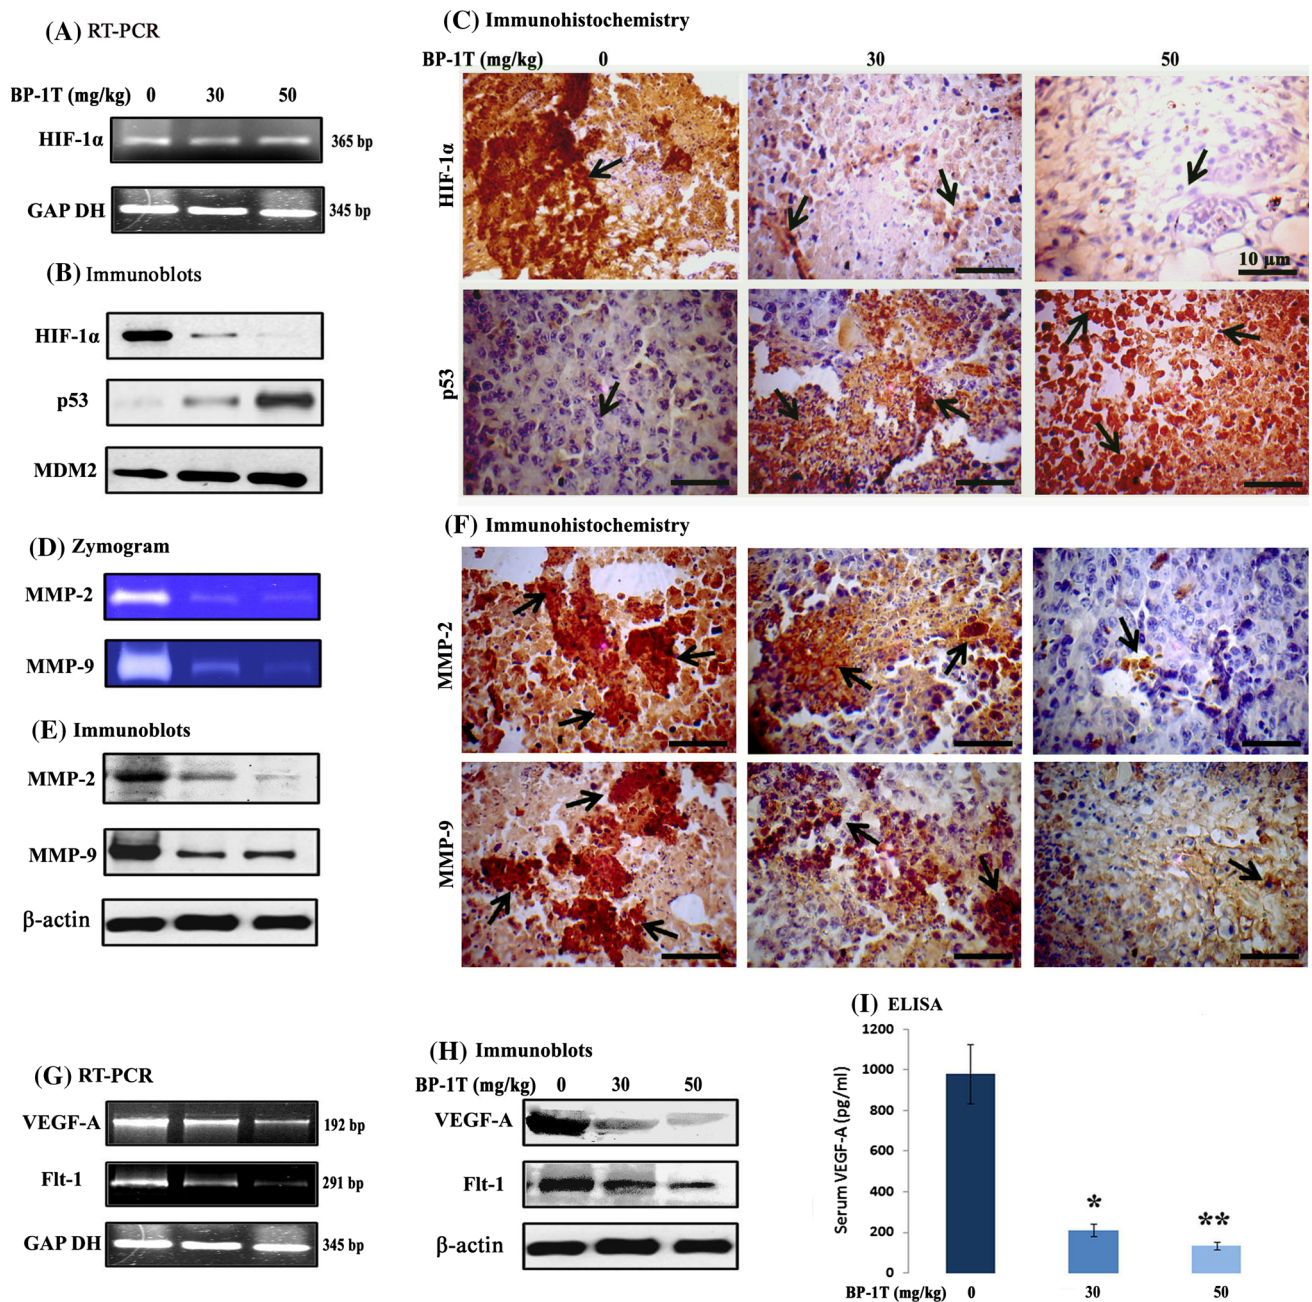 (A) RT-PCR
BP-1T (mg/kg) 0 30 50
HIF-1α 365 bp
GAP DH 345 bp
(B) Immunoblots
HIF-1α
p53
MDM2
(C) Immunohistochemistry
BP-1T (mg/kg) 0 30 50
HIF-1α
10 µm
p53
(D) Zymogram
MMP-2
MMP-9
(E) Immunoblots
MMP-2
MMP-9
β-actin
(F) Immunohistochemistry
MMP-2
MMP-9
(G) RT-PCR
VEGF-A 192 bp
Flt-1 291 bp
GAP DH 345 bp
(H) Immunoblots
BP-1T (mg/kg) 0 30 50
VEGF-A
Flt-1
β-actin
(I) ELISA
Serum VEGF-A (pg/ml)
1200
1000
800
600
400
200
0
*
**
BP-1T (mg/kg) 0 30 50